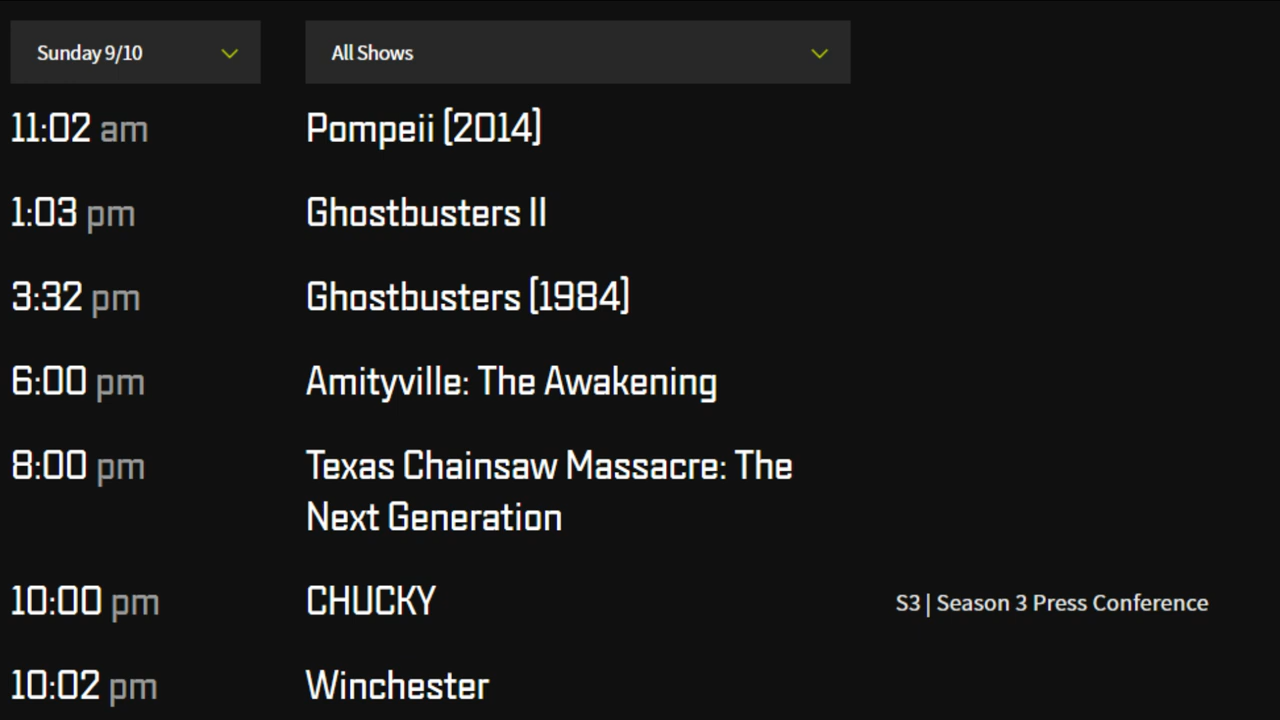 Sunday 9/10 All Shows
11:02 am Pompeii (2014)
1:03 pm Ghostbusters II
3:32 pm Ghostbusters (1984)
6:00 pm Amityville: The Awakening
8:00 pm Texas Chainsaw Massacre: The
Next Generation
10:00 pm CHUCKY S3 | Season 3 Press Conference
10:02 pm Winchester